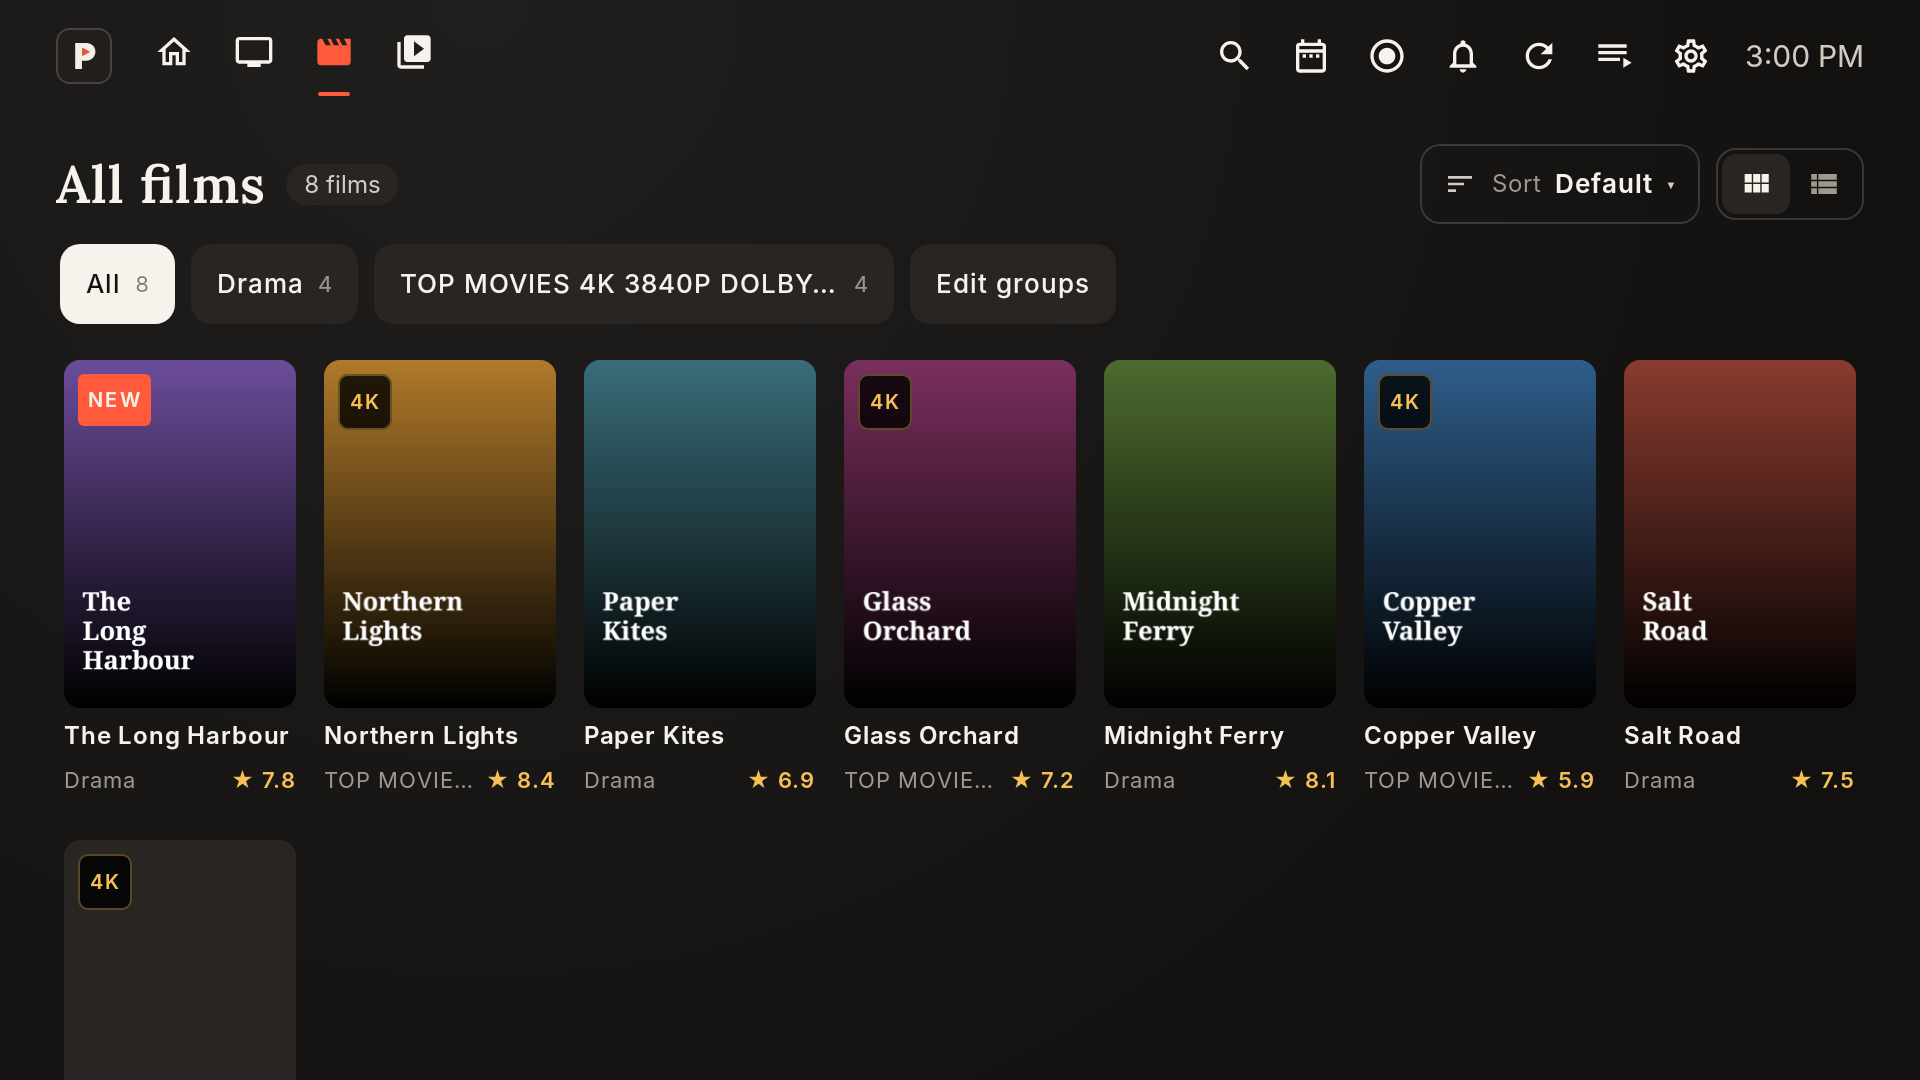 P
3:00 PM
All films
8 films
Sort Default ▾
All 8
Drama 4
TOP MOVIES 4K 3840P DOLBY... 4
Edit groups
NEW
4K
4K
4K
The
Long
Harbour
Northern
Lights
Paper
Kites
Glass
Orchard
Midnight
Ferry
Copper
Valley
Salt
Road
The Long Harbour
Northern Lights
Paper Kites
Glass Orchard
Midnight Ferry
Copper Valley
Salt Road
Drama ★ 7.8
TOP MOVIE... ★ 8.4
Drama ★ 6.9
TOP MOVIE... ★ 7.2
Drama ★ 8.1
TOP MOVIE... ★ 5.9
Drama ★ 7.5
4K